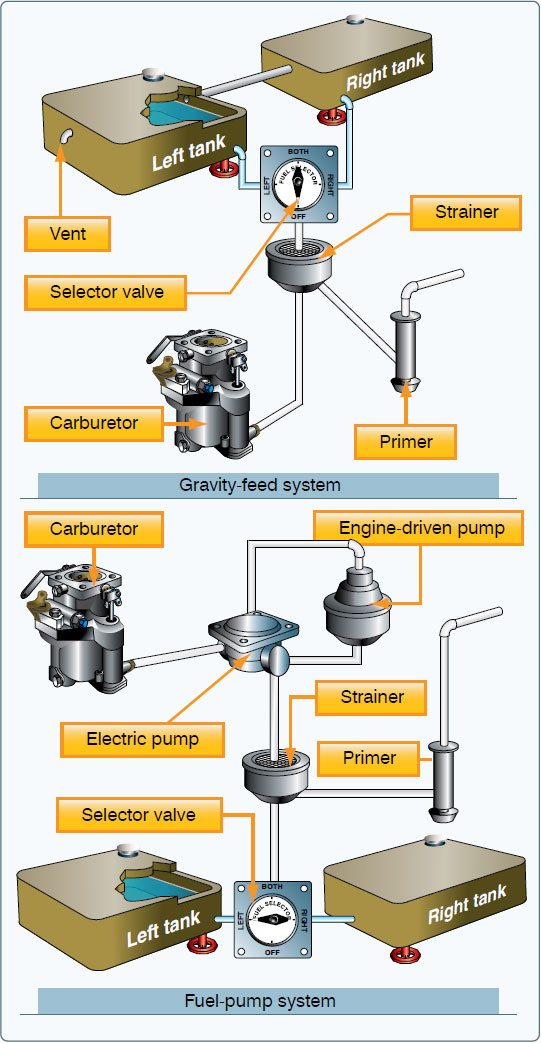 Right tank
Left tank
BOTH
FUEL SELECTOR
LEFT
RIGHT
OFF
Strainer
Vent
Selector valve
Carburetor
Primer
Gravity-feed system
Carburetor
Engine-driven pump
Strainer
Electric pump
Primer
Selector valve
BOTH
FUEL SELECTOR
LEFT
RIGHT
OFF
Left tank
Right tank
Fuel-pump system